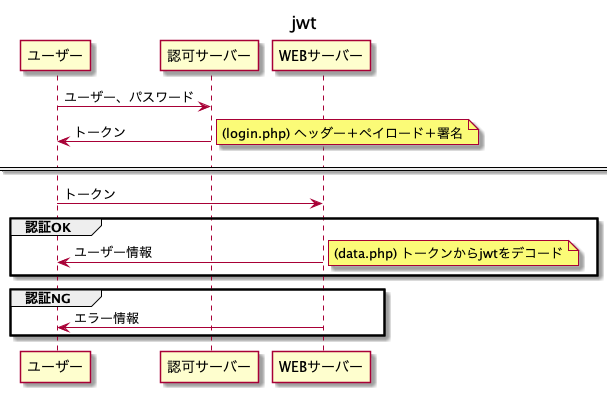 jwt
ユーザー 認可サーバー WEBサーバー
ユーザー、パスワード
トークン (login.php) ヘッダー＋ペイロード＋署名
トークン
認証OK
ユーザー情報 (data.php) トークンからjwtをデコード
認証NG
エラー情報
ユーザー 認可サーバー WEBサーバー